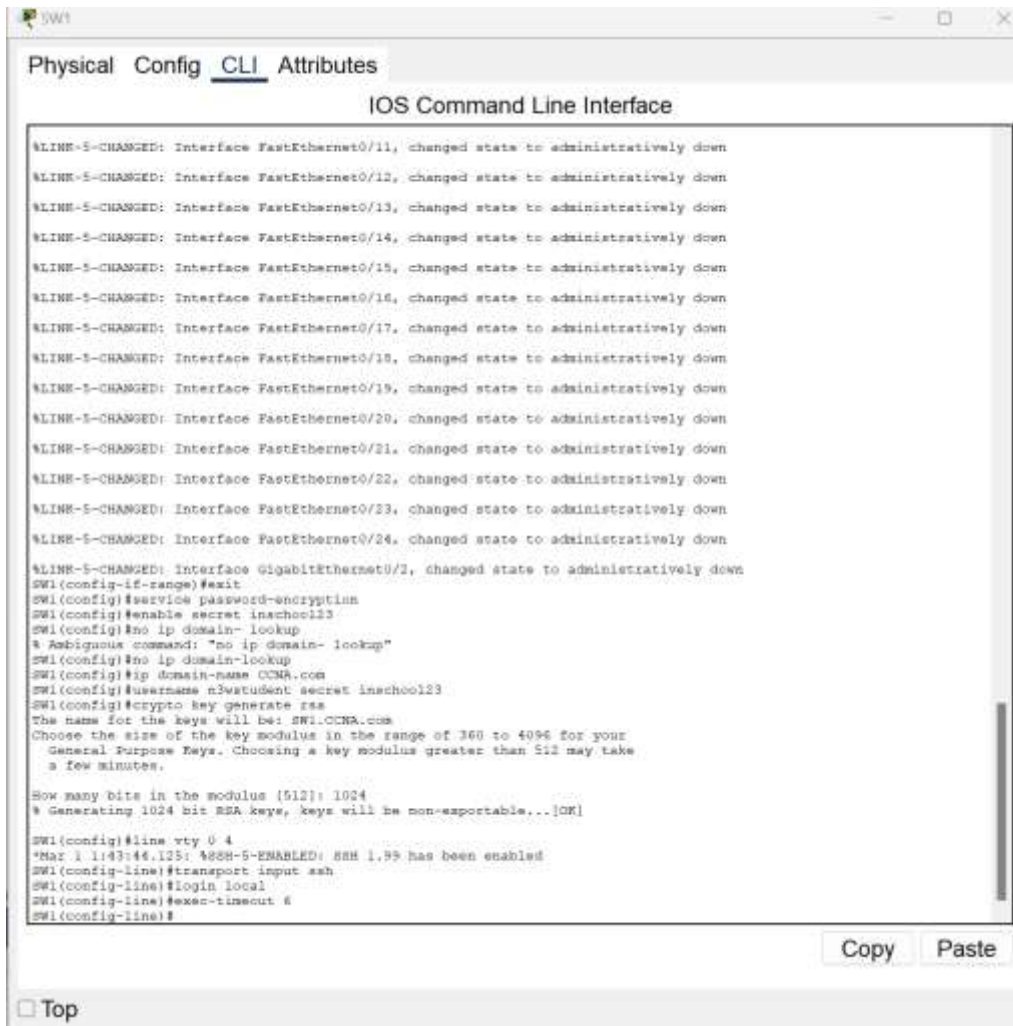 SW1
Physical Config CLI Attributes
IOS Command Line Interface
%LINK-5-CHANGED: Interface FastEthernet0/11, changed state to administratively down
%LINK-5-CHANGED: Interface FastEthernet0/12, changed state to administratively down
%LINK-5-CHANGED: Interface FastEthernet0/13, changed state to administratively down
%LINK-5-CHANGED: Interface FastEthernet0/14, changed state to administratively down
%LINK-5-CHANGED: Interface FastEthernet0/15, changed state to administratively down
%LINK-5-CHANGED: Interface FastEthernet0/16, changed state to administratively down
%LINK-5-CHANGED: Interface FastEthernet0/17, changed state to administratively down
%LINK-5-CHANGED: Interface FastEthernet0/18, changed state to administratively down
%LINK-5-CHANGED: Interface FastEthernet0/19, changed state to administratively down
%LINK-5-CHANGED: Interface FastEthernet0/20, changed state to administratively down
%LINK-5-CHANGED: Interface FastEthernet0/21, changed state to administratively down
%LINK-5-CHANGED: Interface FastEthernet0/22, changed state to administratively down
%LINK-5-CHANGED: Interface FastEthernet0/23, changed state to administratively down
%LINK-5-CHANGED: Interface FastEthernet0/24, changed state to administratively down
%LINK-5-CHANGED: Interface GigabitEthernet0/2, changed state to administratively down
SW1(config-if-range)#exit
SW1(config)#service password-encryption
SW1(config)#enable secret inschool23
SW1(config)#no ip domain- lookup
% Ambiguous command: "no ip domain- lookup"
SW1(config)#no ip domain-lookup
SW1(config)#ip domain-name CCNA.com
SW1(config)#username n3wstudent secret inschool23
SW1(config)#crypto key generate rsa
The name for the keys will be: SW1.CCNA.com
Choose the size of the key modulus in the range of 360 to 4096 for your
General Purpose Keys. Choosing a key modulus greater than 512 may take
a few minutes.
How many bits in the modulus [512]: 1024
% Generating 1024 bit RSA keys, keys will be non-exportable...[OK]
SW1(config)#line vty 0 4
*Mar 1 1:43:44.125: %SSH-5-ENABLED: SSH 1.99 has been enabled
SW1(config-line)#transport input ssh
SW1(config-line)#login local
SW1(config-line)#exec-timeout 6
SW1(config-line)#
Copy Paste
Top